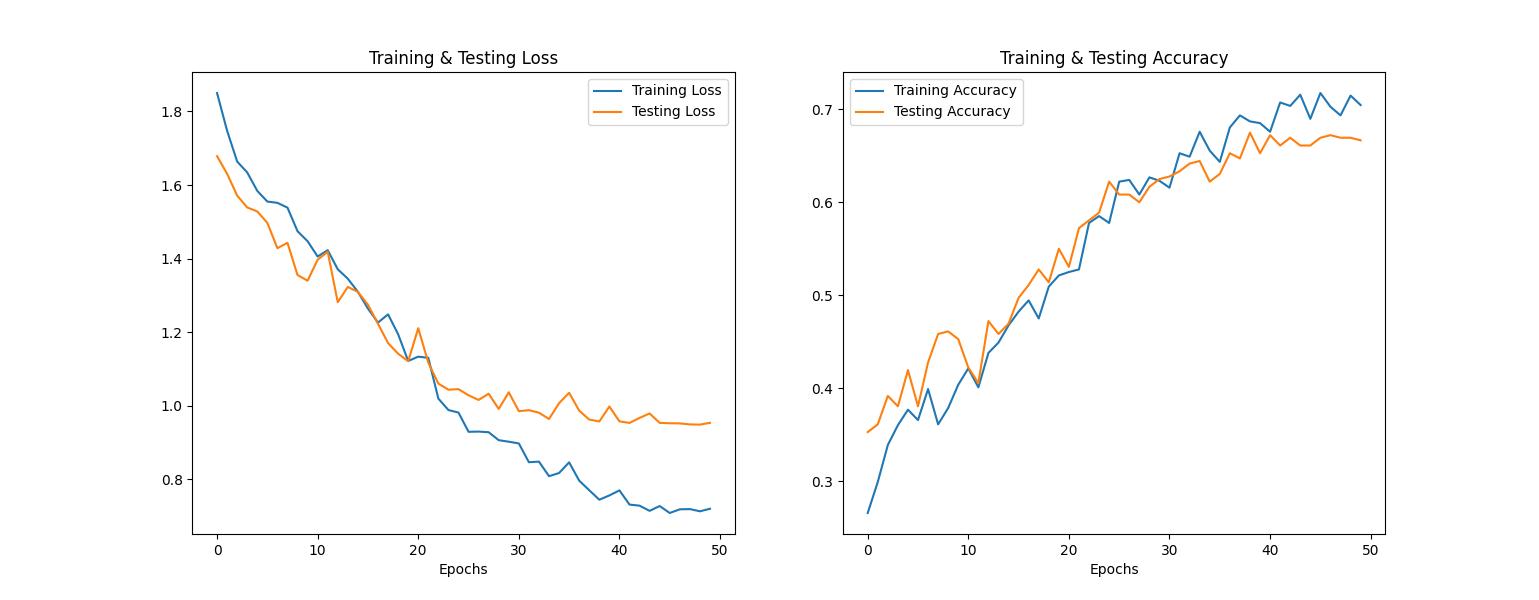 Training & Testing Loss
Training Loss
Testing Loss
1.8
1.6
1.4
1.2
1.0
0.8
0 10 20 30 40 50
Epochs
Training & Testing Accuracy
Training Accuracy
Testing Accuracy
0.7
0.6
0.5
0.4
0.3
0 10 20 30 40 50
Epochs